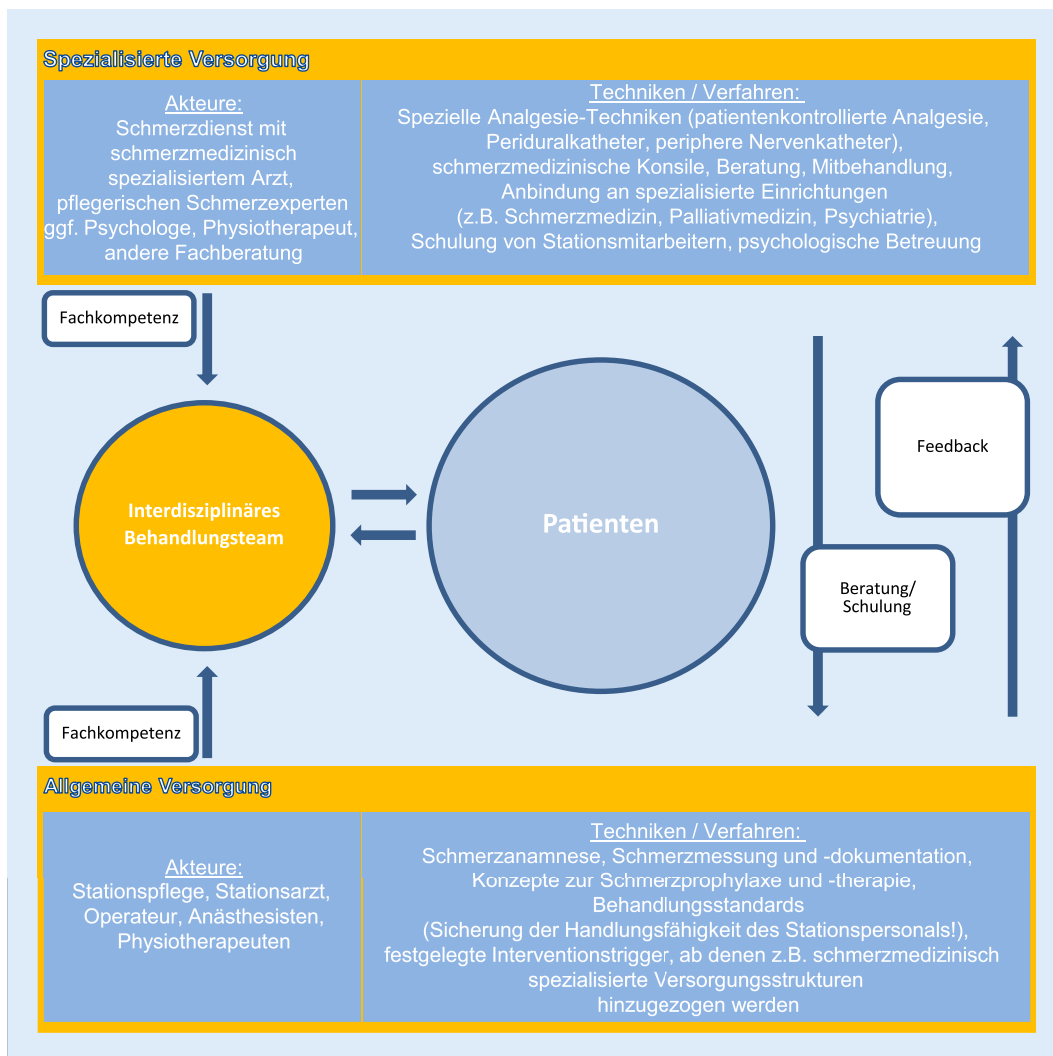 Spezialisierte Versorgung
Akteure:
Schmerzdienst mit
schmerzmedizinisch
spezialisiertem Arzt,
pflegerischen Schmerzexperten
ggf. Psychologe, Physiotherapeut,
andere Fachberatung
Techniken / Verfahren:
Spezielle Analgesie-Techniken (patientenkontrollierte Analgesie,
Periduralkatheter, periphere Nervenkatheter),
schmerzmedizinische Konsile, Beratung, Mitbehandlung,
Anbindung an spezialisierte Einrichtungen
(z.B. Schmerzmedizin, Palliativmedizin, Psychiatrie),
Schulung von Stationsmitarbeitern, psychologische Betreuung
Fachkompetenz
Interdisziplinäres
Behandlungsteam
Patienten
Feedback
Beratung/
Schulung
Fachkompetenz
Allgemeine Versorgung
Akteure:
Stationspflege, Stationsarzt,
Operateur, Anästhesisten,
Physiotherapeuten
Techniken / Verfahren:
Schmerzanamnese, Schmerzmessung und -dokumentation,
Konzepte zur Schmerzprophylaxe und -therapie,
Behandlungsstandards
(Sicherung der Handlungsfähigkeit des Stationspersonals!),
festgelegte Interventionstrigger, ab denen z.B. schmerzmedizinisch
spezialisierte Versorgungsstrukturen
hinzugezogen werden